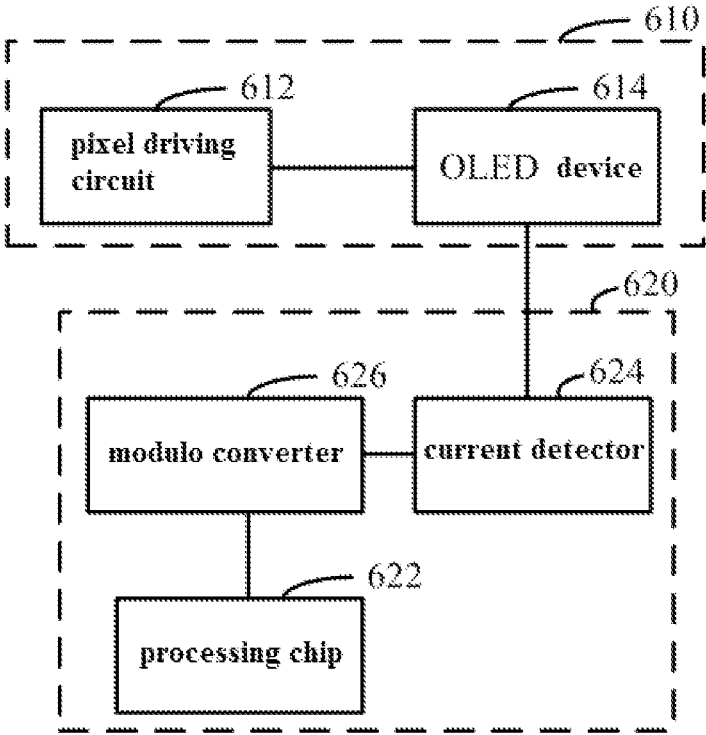 610
612
614
pixel driving
circuit
OLED device
620
626
624
modulo converter
current detector
622
processing chip